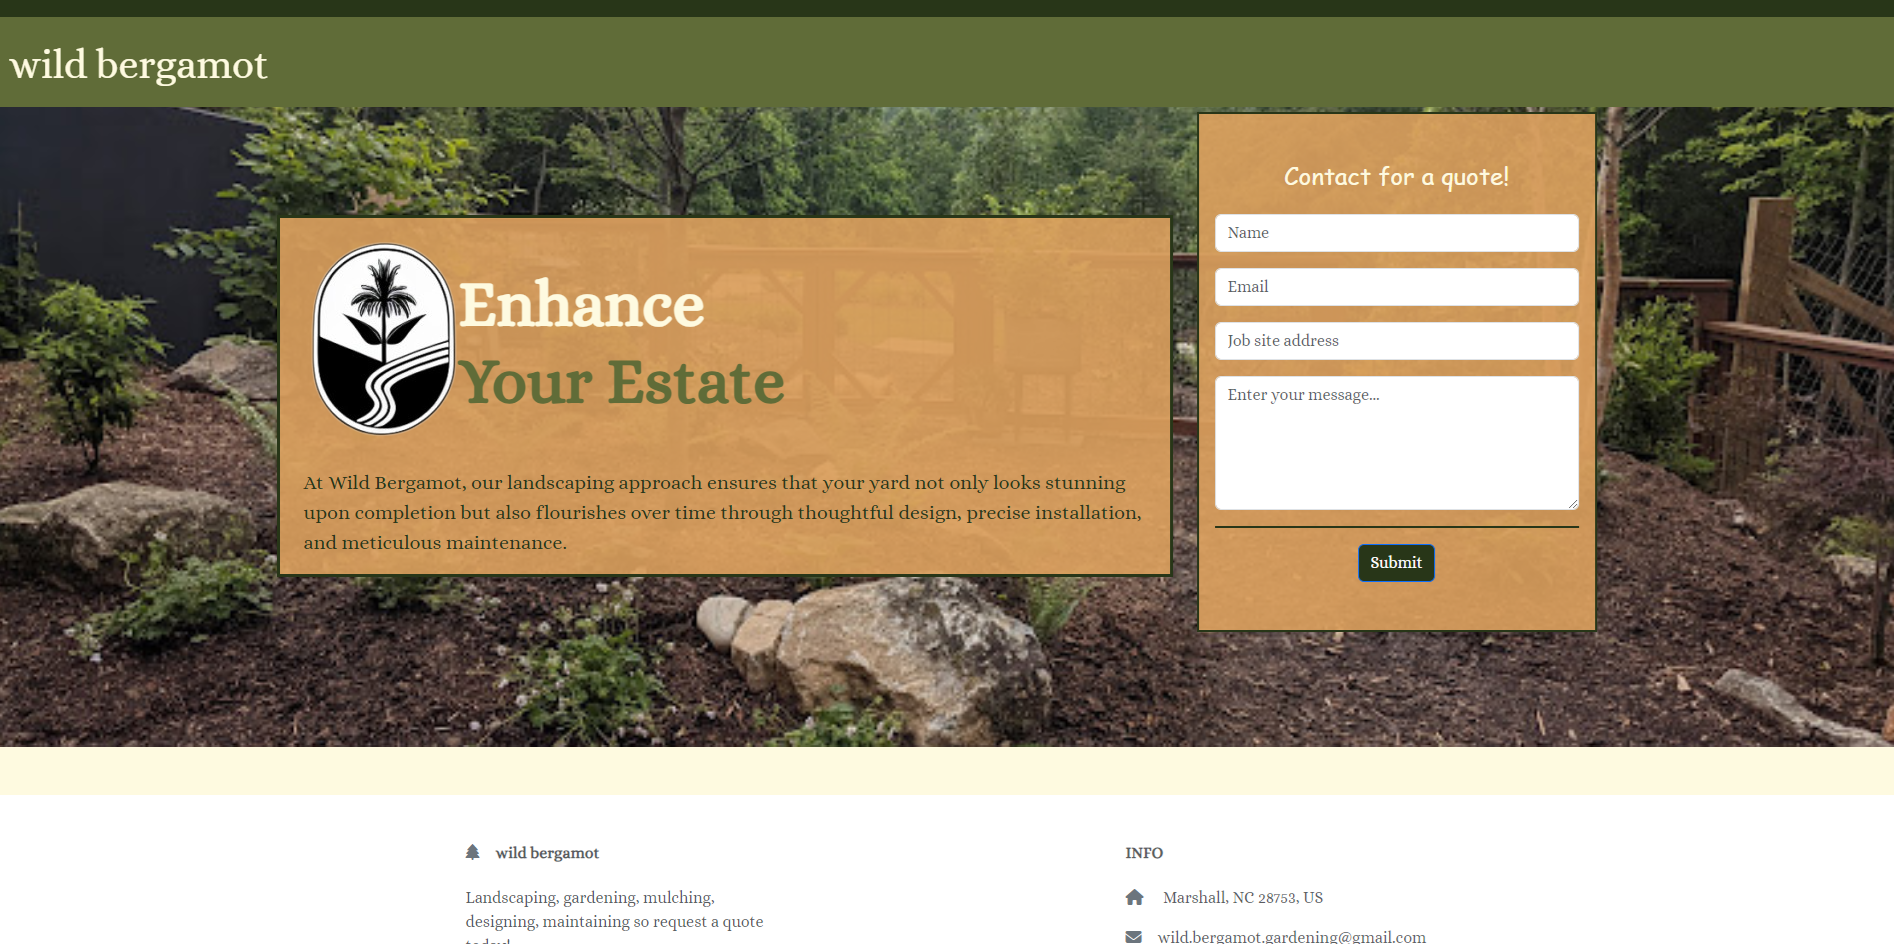 wild bergamot
Enhance
Your Estate
At Wild Bergamot, our landscaping approach ensures that your yard not only looks stunning
upon completion but also flourishes over time through thoughtful design, precise installation,
and meticulous maintenance.
Contact for a quote!
Name
Email
Job site address
Enter your message...
Submit
wild bergamot
Landscaping, gardening, mulching,
designing, maintaining so request a quote
today!
INFO
Marshall, NC 28753, US
wild.bergamot.gardening@gmail.com